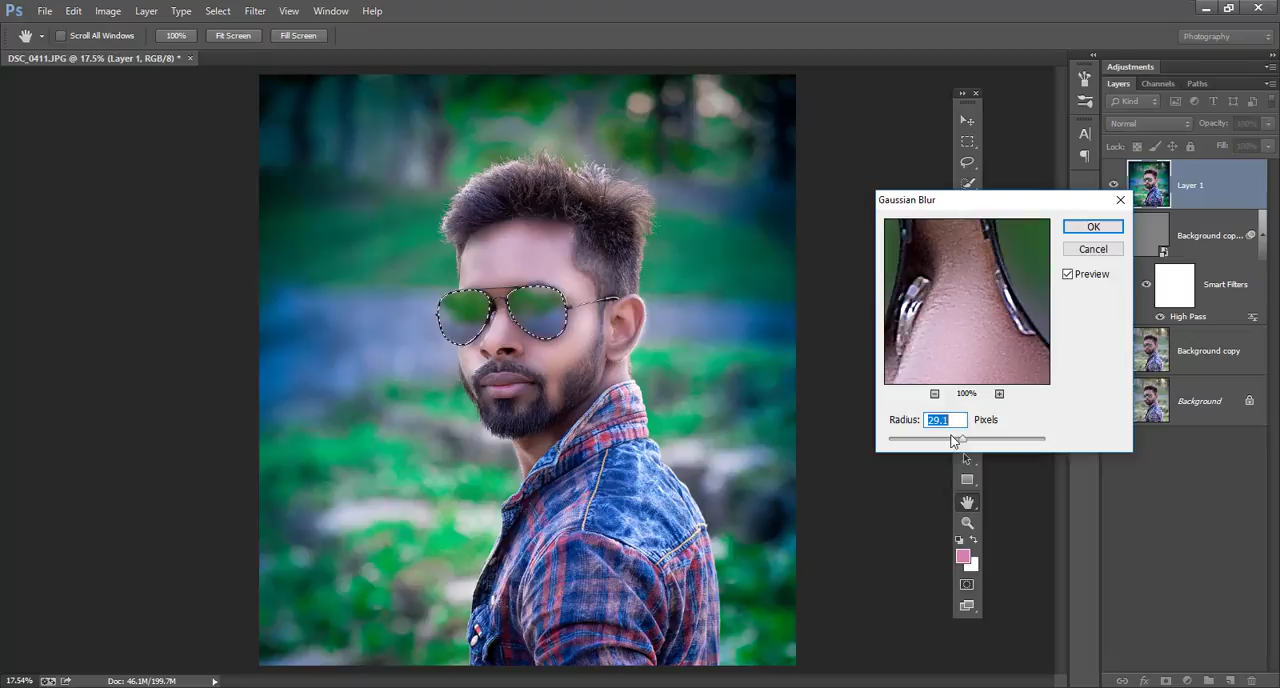 Ps File Edit Image Layer Type Select Filter View Window Help
Scroll All Windows 100% Fit Screen Fill Screen Photography
DSC_0411.JPG @ 17.5% (Layer 1, RGB/8) * ×
Adjustments
Layers Channels Paths
Kind
Normal Opacity: 100%
Lock: Fill: 100%
Layer 1
Gaussian Blur
OK
Background cop...
Cancel
Preview
Smart Filters
High Pass
Background copy
100%
Background
Radius: 29.1 Pixels
17.54% Doc: 46.1M/199.7M